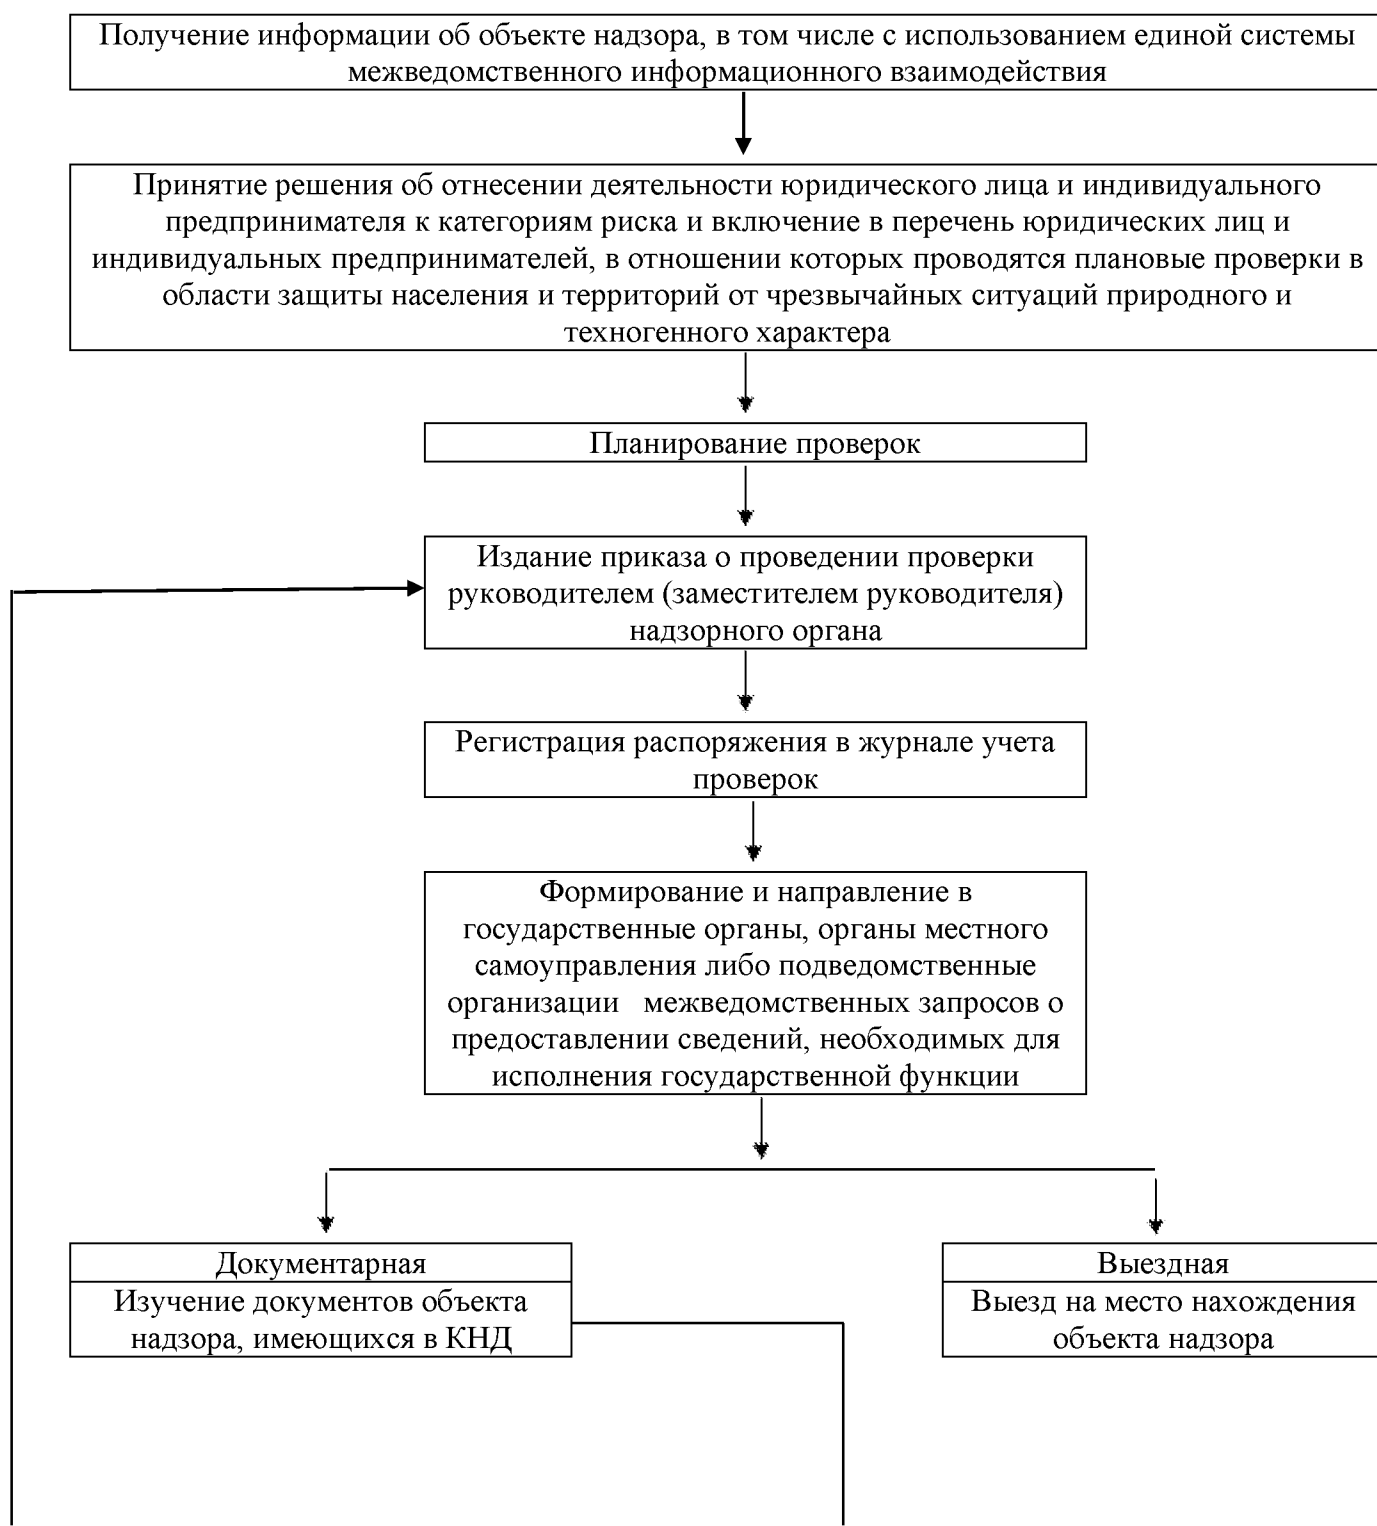 Получение информации об объекте надзора, в том числе с использованием единой системы
межведомственного информационного взаимодействия
Принятие решения об отнесении деятельности юридического лица и индивидуального
предпринимателя к категориям риска и включение в перечень юридических лиц и
индивидуальных предпринимателей, в отношении которых проводятся плановые проверки в
области защиты населения и территорий от чрезвычайных ситуаций природного и
техногенного характера
Планирование проверок
Издание приказа о проведении проверки
руководителем (заместителем руководителя)
надзорного органа
Регистрация распоряжения в журнале учета
проверок
Формирование и направление в
государственные органы, органы местного
самоуправления либо подведомственные
организации межведомственных запросов о
предоставлении сведений, необходимых для
исполнения государственной функции
Документарная
Изучение документов объекта
надзора, имеющихся в КНД
Выездная
Выезд на место нахождения
объекта надзора